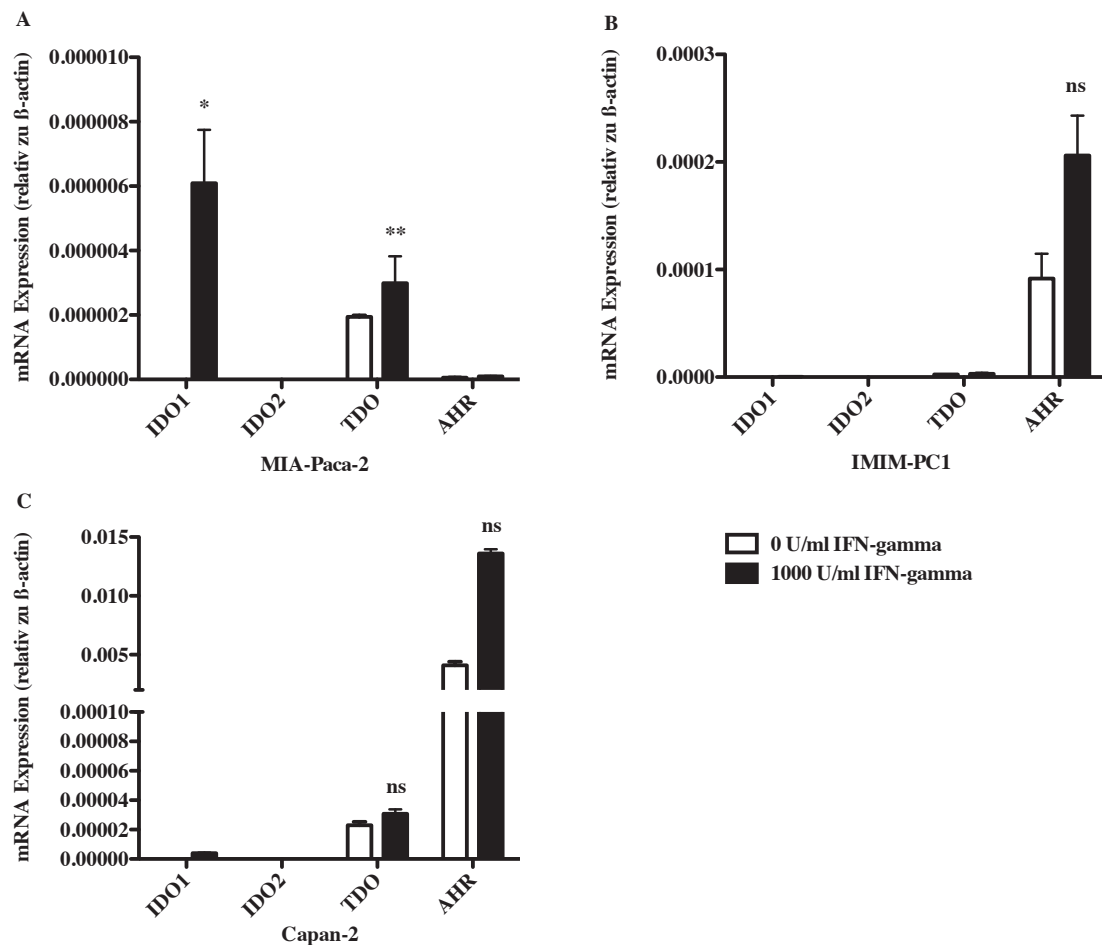 A
mRNA Expression (relativ zu ß-actin)
0.000010
0.000008
0.000006
0.000004
0.000002
0.000000
*
**
IDO1
IDO2
TDO
AHR
MIA-Paca-2
B
mRNA Expression (relativ zu ß-actin)
0.0003
0.0002
0.0001
0.0000
ns
IDO1
IDO2
TDO
AHR
IMIM-PC1
C
mRNA Expression (relativ zu ß-actin)
0.015
0.010
0.005
0.00010
0.00008
0.00006
0.00004
0.00002
0.00000
ns
ns
IDO1
IDO2
TDO
AHR
Capan-2
0 U/ml IFN-gamma
1000 U/ml IFN-gamma